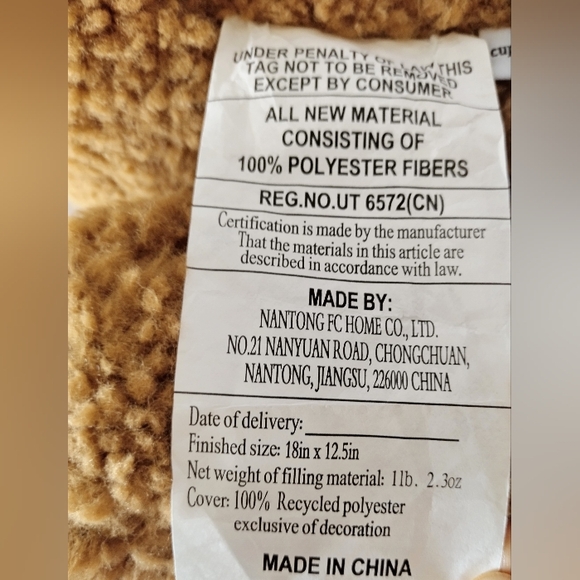 UNDER PENALTY OF LAW THIS
TAG NOT TO BE REMOVED
EXCEPT BY CONSUMER
ALL NEW MATERIAL
CONSISTING OF
100% POLYESTER FIBERS
REG.NO.UT 6572(CN)
Certification is made by the manufacturer
That the materials in this article are
described in accordance with law.
MADE BY:
NANTONG FC HOME CO., LTD.
NO.21 NANYUAN ROAD, CHONGCHUAN,
NANTONG, JIANGSU, 226000 CHINA
Date of delivery:
Finished size: 18in x 12.5in
Net weight of filling material: 1lb. 2.3oz
Cover: 100% Recycled polyester
exclusive of decoration
MADE IN CHINA